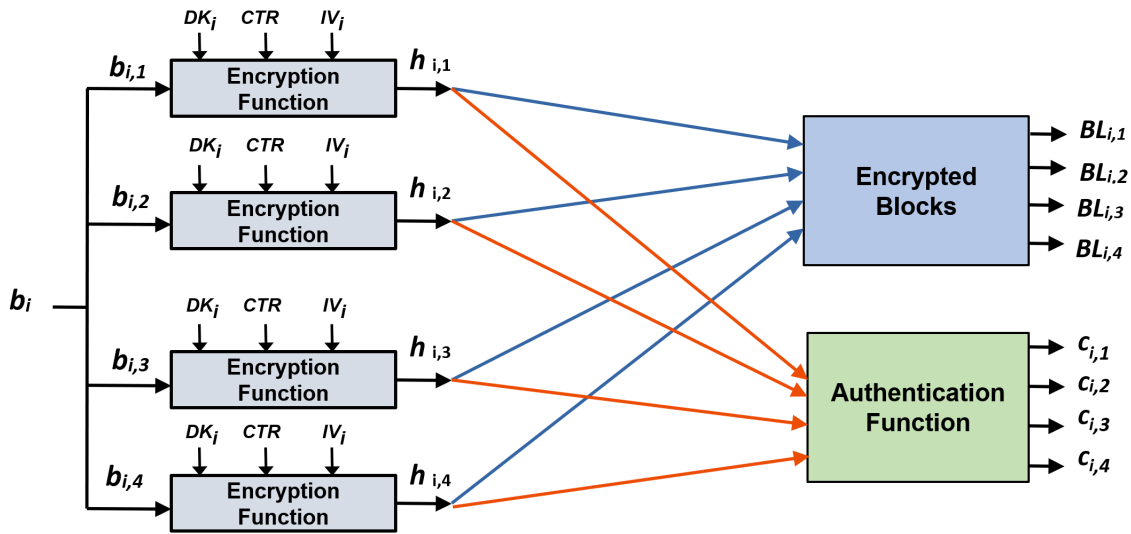 DKi CTR IVi
bi,1 Encryption Function h i,1
DKi CTR IVi
bi,2 Encryption Function h i,2
bi
DKi CTR IVi
bi,3 Encryption Function h i,3
DKi CTR IVi
bi,4 Encryption Function h i,4
Encrypted
Blocks
BLi,1
BLi.2
BLi,3
BLi,4
Authentication
Function
ci,1
ci,2
ci,3
ci,4